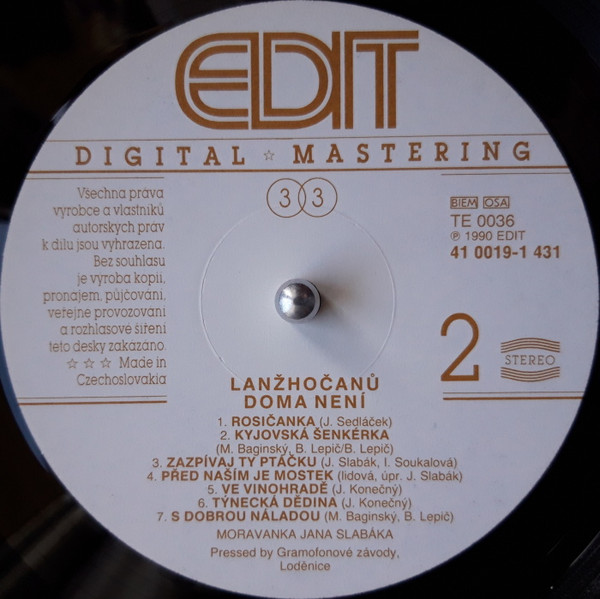 EDIT
DIGITAL ☆ MASTERING
Všechna práva
výrobce a vlastníků
autorských práv
k dílu jsou vyhrazena.
Bez souhlasu
je výroba kopií,
pronájem, půjčování,
veřejné provozování
a rozhlasové šíření
této desky zakázáno.
☆ ☆ ☆ Made in
Czechoslovakia
33
BIEM OSA
TE 0036
℗ 1990 EDIT
41 0019-1 431
2
STEREO
LANŽHOČANŮ
DOMA NENÍ
1. ROSIČANKA (J. Sedláček)
2. KYJOVSKÁ ŠENKÉRKA
(M. Baginský, B. Lepič/B. Lepič)
3. ZAZPÍVAJ TY PTÁČKU (J. Slabák, I. Soukalová)
4. PŘED NAŠÍM JE MOSTEK (lidová, úpr. J. Slabák)
5. VE VINOHRADĚ (J. Konečný)
6. TÝNECKÁ DĚDINA (J. Konečný)
7. S DOBROU NÁLADOU (M. Baginský, B. Lepič)
MORAVANKA JANA SLABÁKA
Pressed by Gramofonové závody,
Loděnice